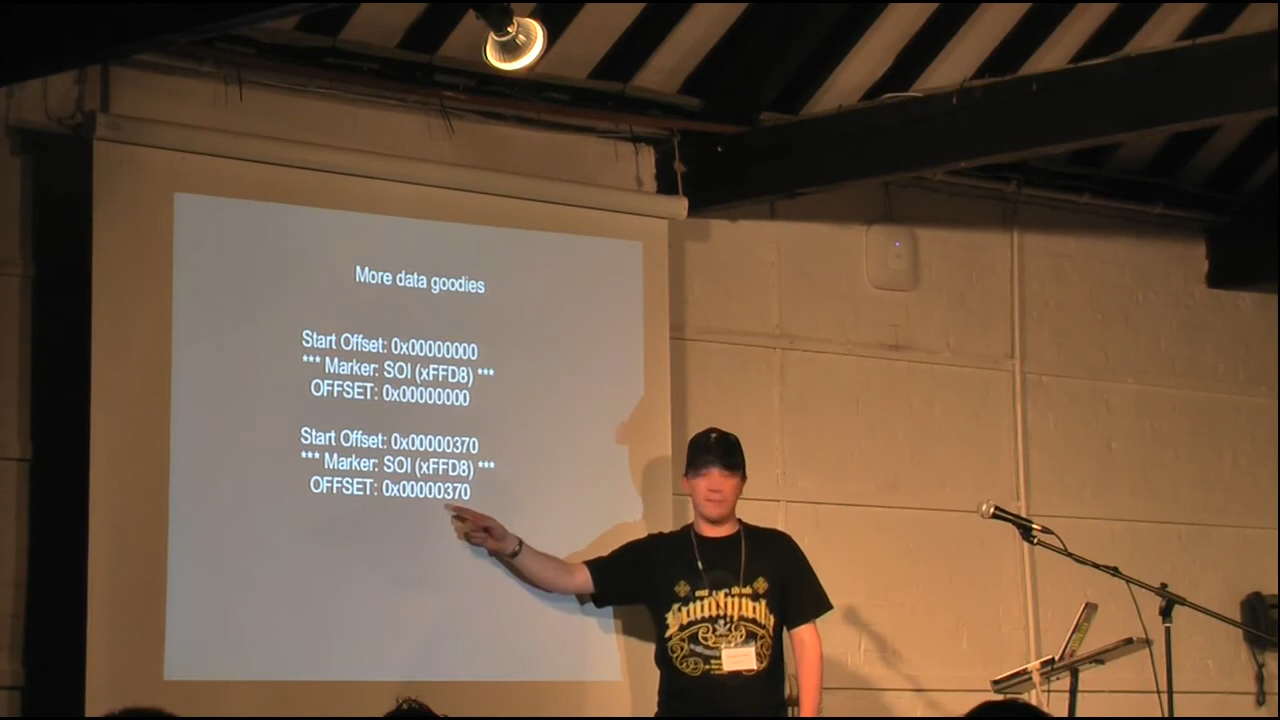 More data goodies
Start Offset: 0x00000000
*** Marker: SOI (xFFD8) ***
OFFSET: 0x00000000
Start Offset: 0x00000370
*** Marker: SOI (xFFD8) ***
OFFSET: 0x00000370